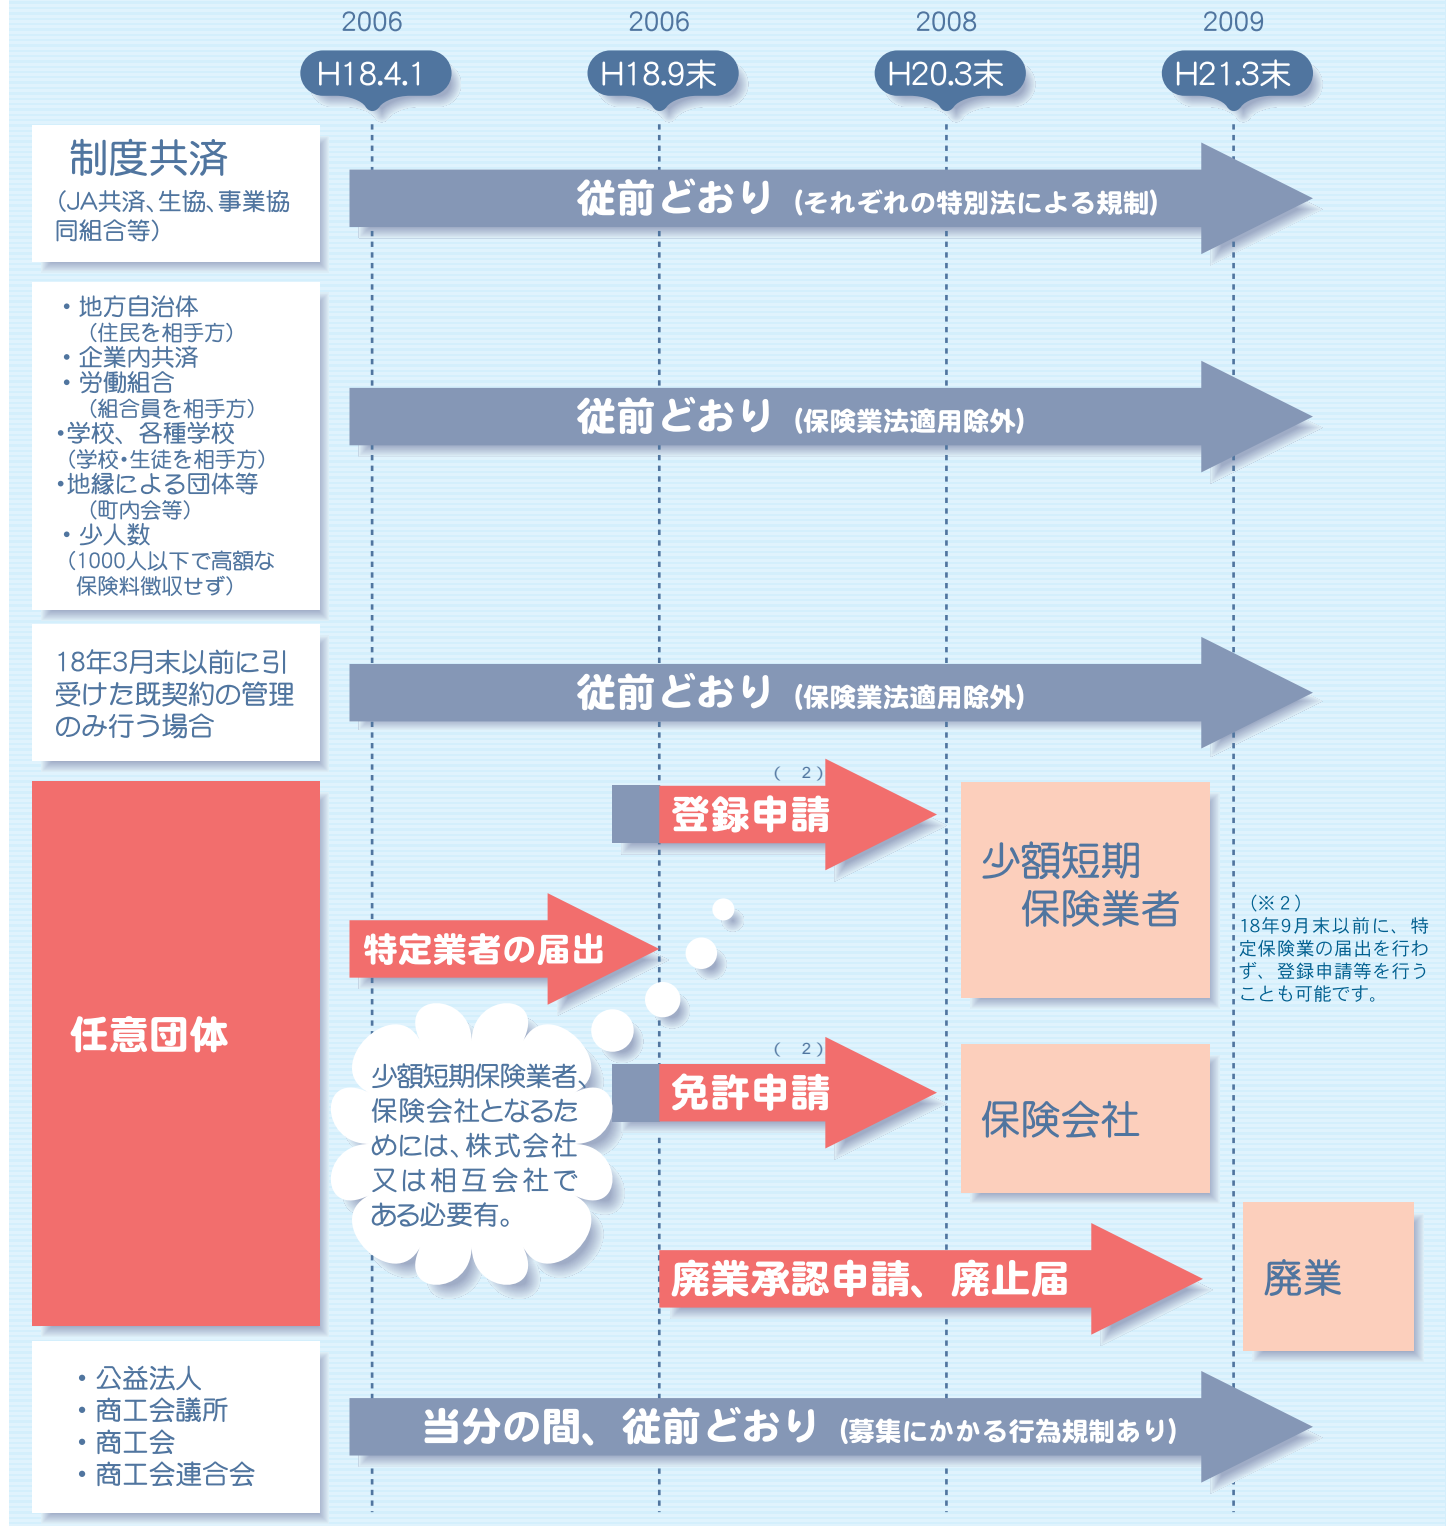 2006
2006
2008
2009
H18.4.1
H18.9末
H20.3末
H21.3末
制度共済
（JA共済、生協、事業協
同組合等）
従前どおり（それぞれの特別法による規制）
・地方自治体
（住民を相手方）
・企業内共済
・労働組合
（組合員を相手方）
・学校、各種学校
（学校・生徒を相手方）
・地縁による団体等
（町内会等）
・少人数
（1000人以下で高額な
保険料徴収せず）
従前どおり（保険業法適用除外）
18年3月末以前に引
受けた既契約の管理
のみ行う場合
従前どおり（保険業法適用除外）
任意団体
特定業者の届出
（　2）
登録申請
少額短期
保険業者
（※2）
18年9月末以前に、特
定保険業の届出を行わ
ず、登録申請等を行う
ことも可能です。
少額短期保険業者、
保険会社となるた
めには、株式会社
又は相互会社で
ある必要有。
（　2）
免許申請
保険会社
廃業承認申請、廃止届
廃業
・公益法人
・商工会議所
・商工会
・商工会連合会
当分の間、従前どおり（募集にかかる行為規制あり）